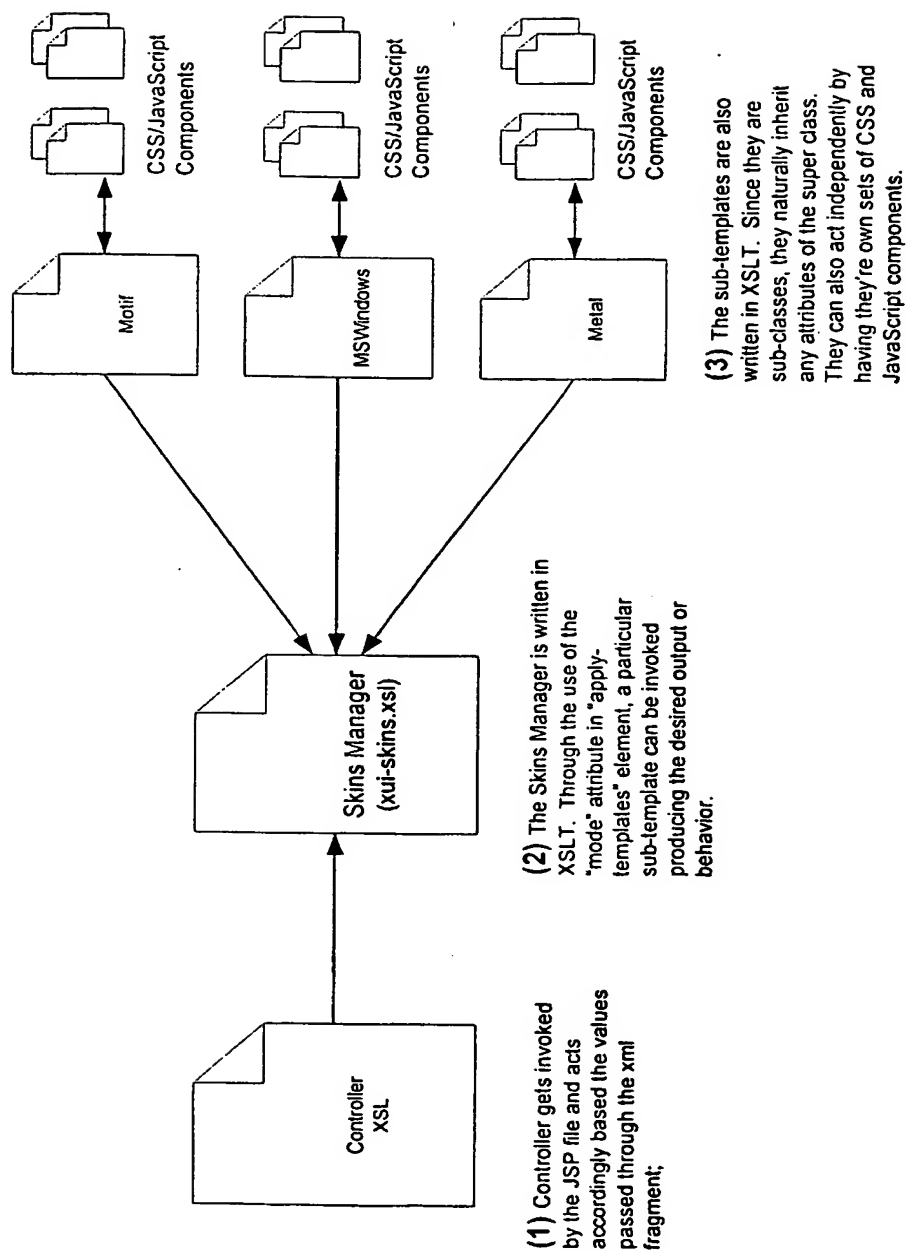 Controller
XSL
(1) Controller gets invoked
by the JSP file and acts
accordingly based the values
passed through the xml
fragment;
Skins Manager
(xui-skins.xsl)
(2) The Skins Manager is written in
XSLT. Through the use of the
"mode" attribute in "apply-
templates" element, a particular
sub-template can be invoked
producing the desired output or
behavior.
Motif
CSS/JavaScript
Components
MSWindows
CSS/JavaScript
Components
Metal
CSS/JavaScript
Components
(3) The sub-templates are also
written in XSLT. Since they are
sub-classes, they naturally inherit
any attributes of the super class.
They can also act independently by
having they're own sets of CSS and
JavaScript components.